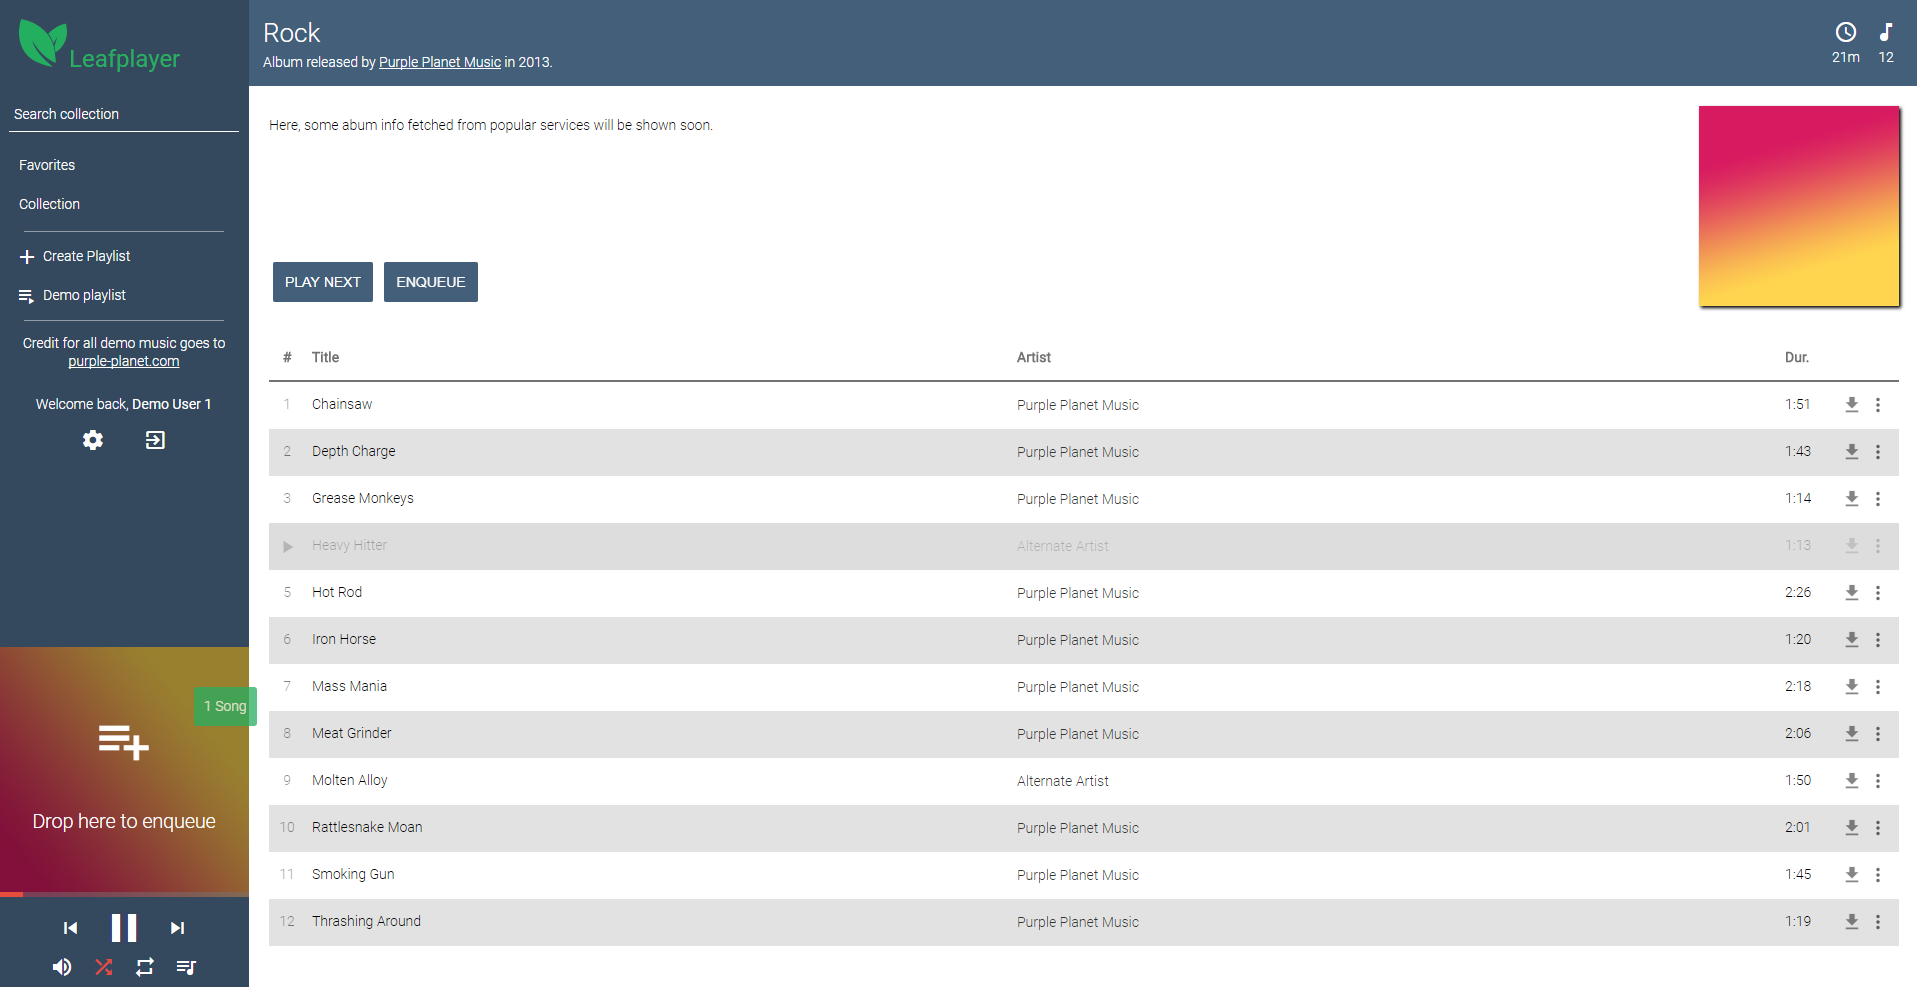 Leafplayer
Search collection
Favorites
Collection
Create Playlist
Demo playlist
Credit for all demo music goes to
purple-planet.com
Welcome back, Demo User 1
1 Song
Drop here to enqueue
Rock
Album released by Purple Planet Music in 2013.
21m 12
Here, some abum info fetched from popular services will be shown soon.
PLAY NEXT ENQUEUE
# Title Artist Dur.
1 Chainsaw Purple Planet Music 1:51
2 Depth Charge Purple Planet Music 1:43
3 Grease Monkeys Purple Planet Music 1:14
Heavy Hitter Alternate Artist 1:13
5 Hot Rod Purple Planet Music 2:26
6 Iron Horse Purple Planet Music 1:20
7 Mass Mania Purple Planet Music 2:18
8 Meat Grinder Purple Planet Music 2:06
9 Molten Alloy Alternate Artist 1:50
10 Rattlesnake Moan Purple Planet Music 2:01
11 Smoking Gun Purple Planet Music 1:45
12 Thrashing Around Purple Planet Music 1:19